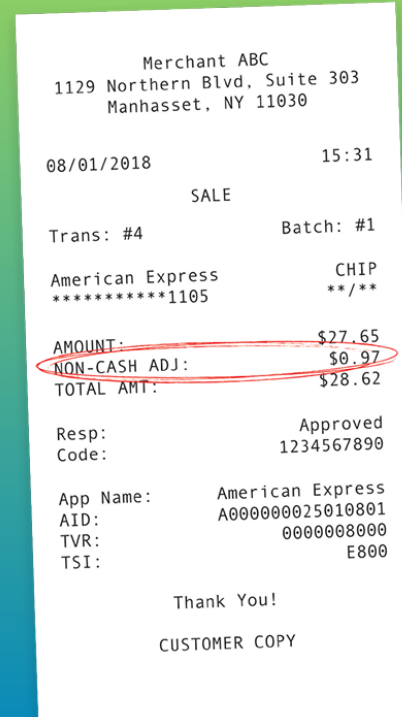 Merchant ABC
1129 Northern Blvd, Suite 303
Manhasset, NY 11030
08/01/2018 15:31
SALE
Trans: #4 Batch: #1
American Express CHIP
***********1105 **/**
AMOUNT: $27.65
NON-CASH ADJ: $0.97
TOTAL AMT: $28.62
Resp: Approved
Code: 1234567890
App Name: American Express
AID: A000000025010801
TVR: 0000008000
TSI: E800
Thank You!
CUSTOMER COPY